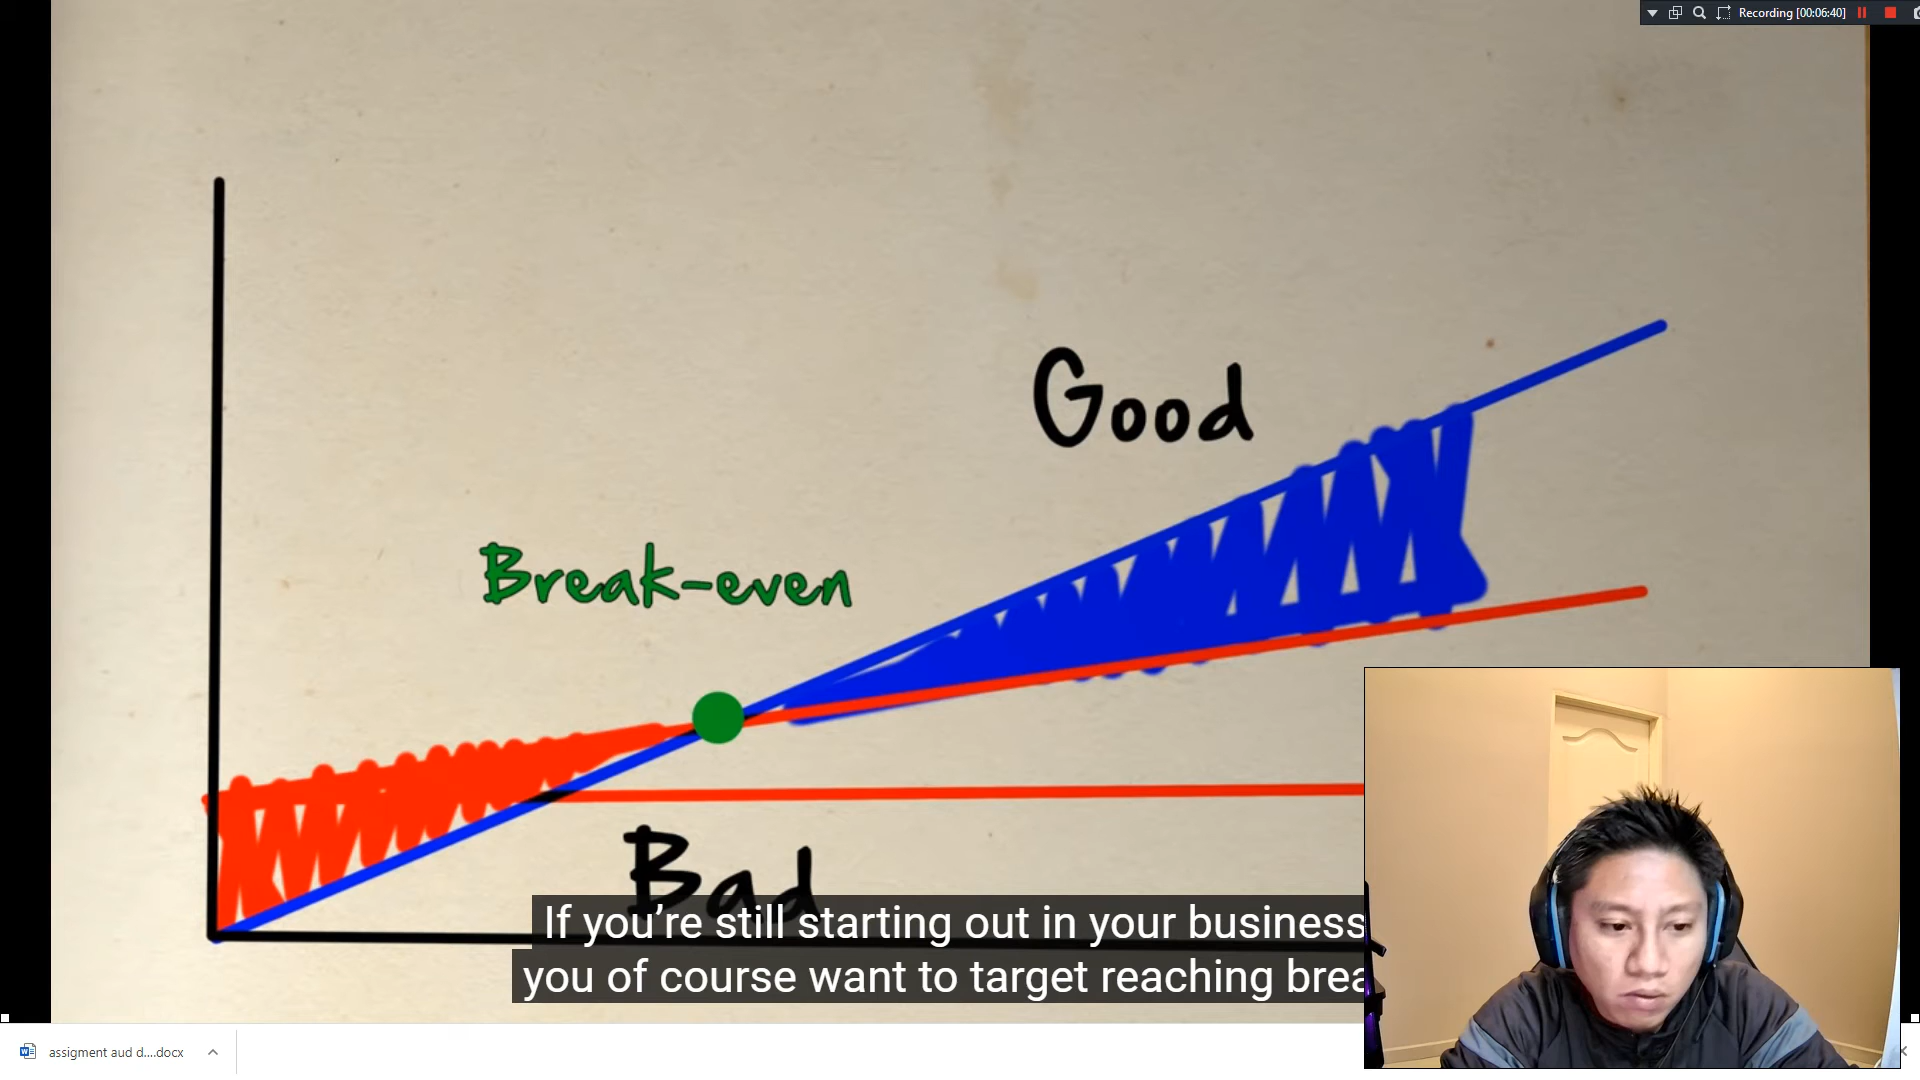 Recording [00:06:40]
Good
Break-even
Bad
If you're still starting out in your business
you of course want to target reaching brea
assigment aud d....docx